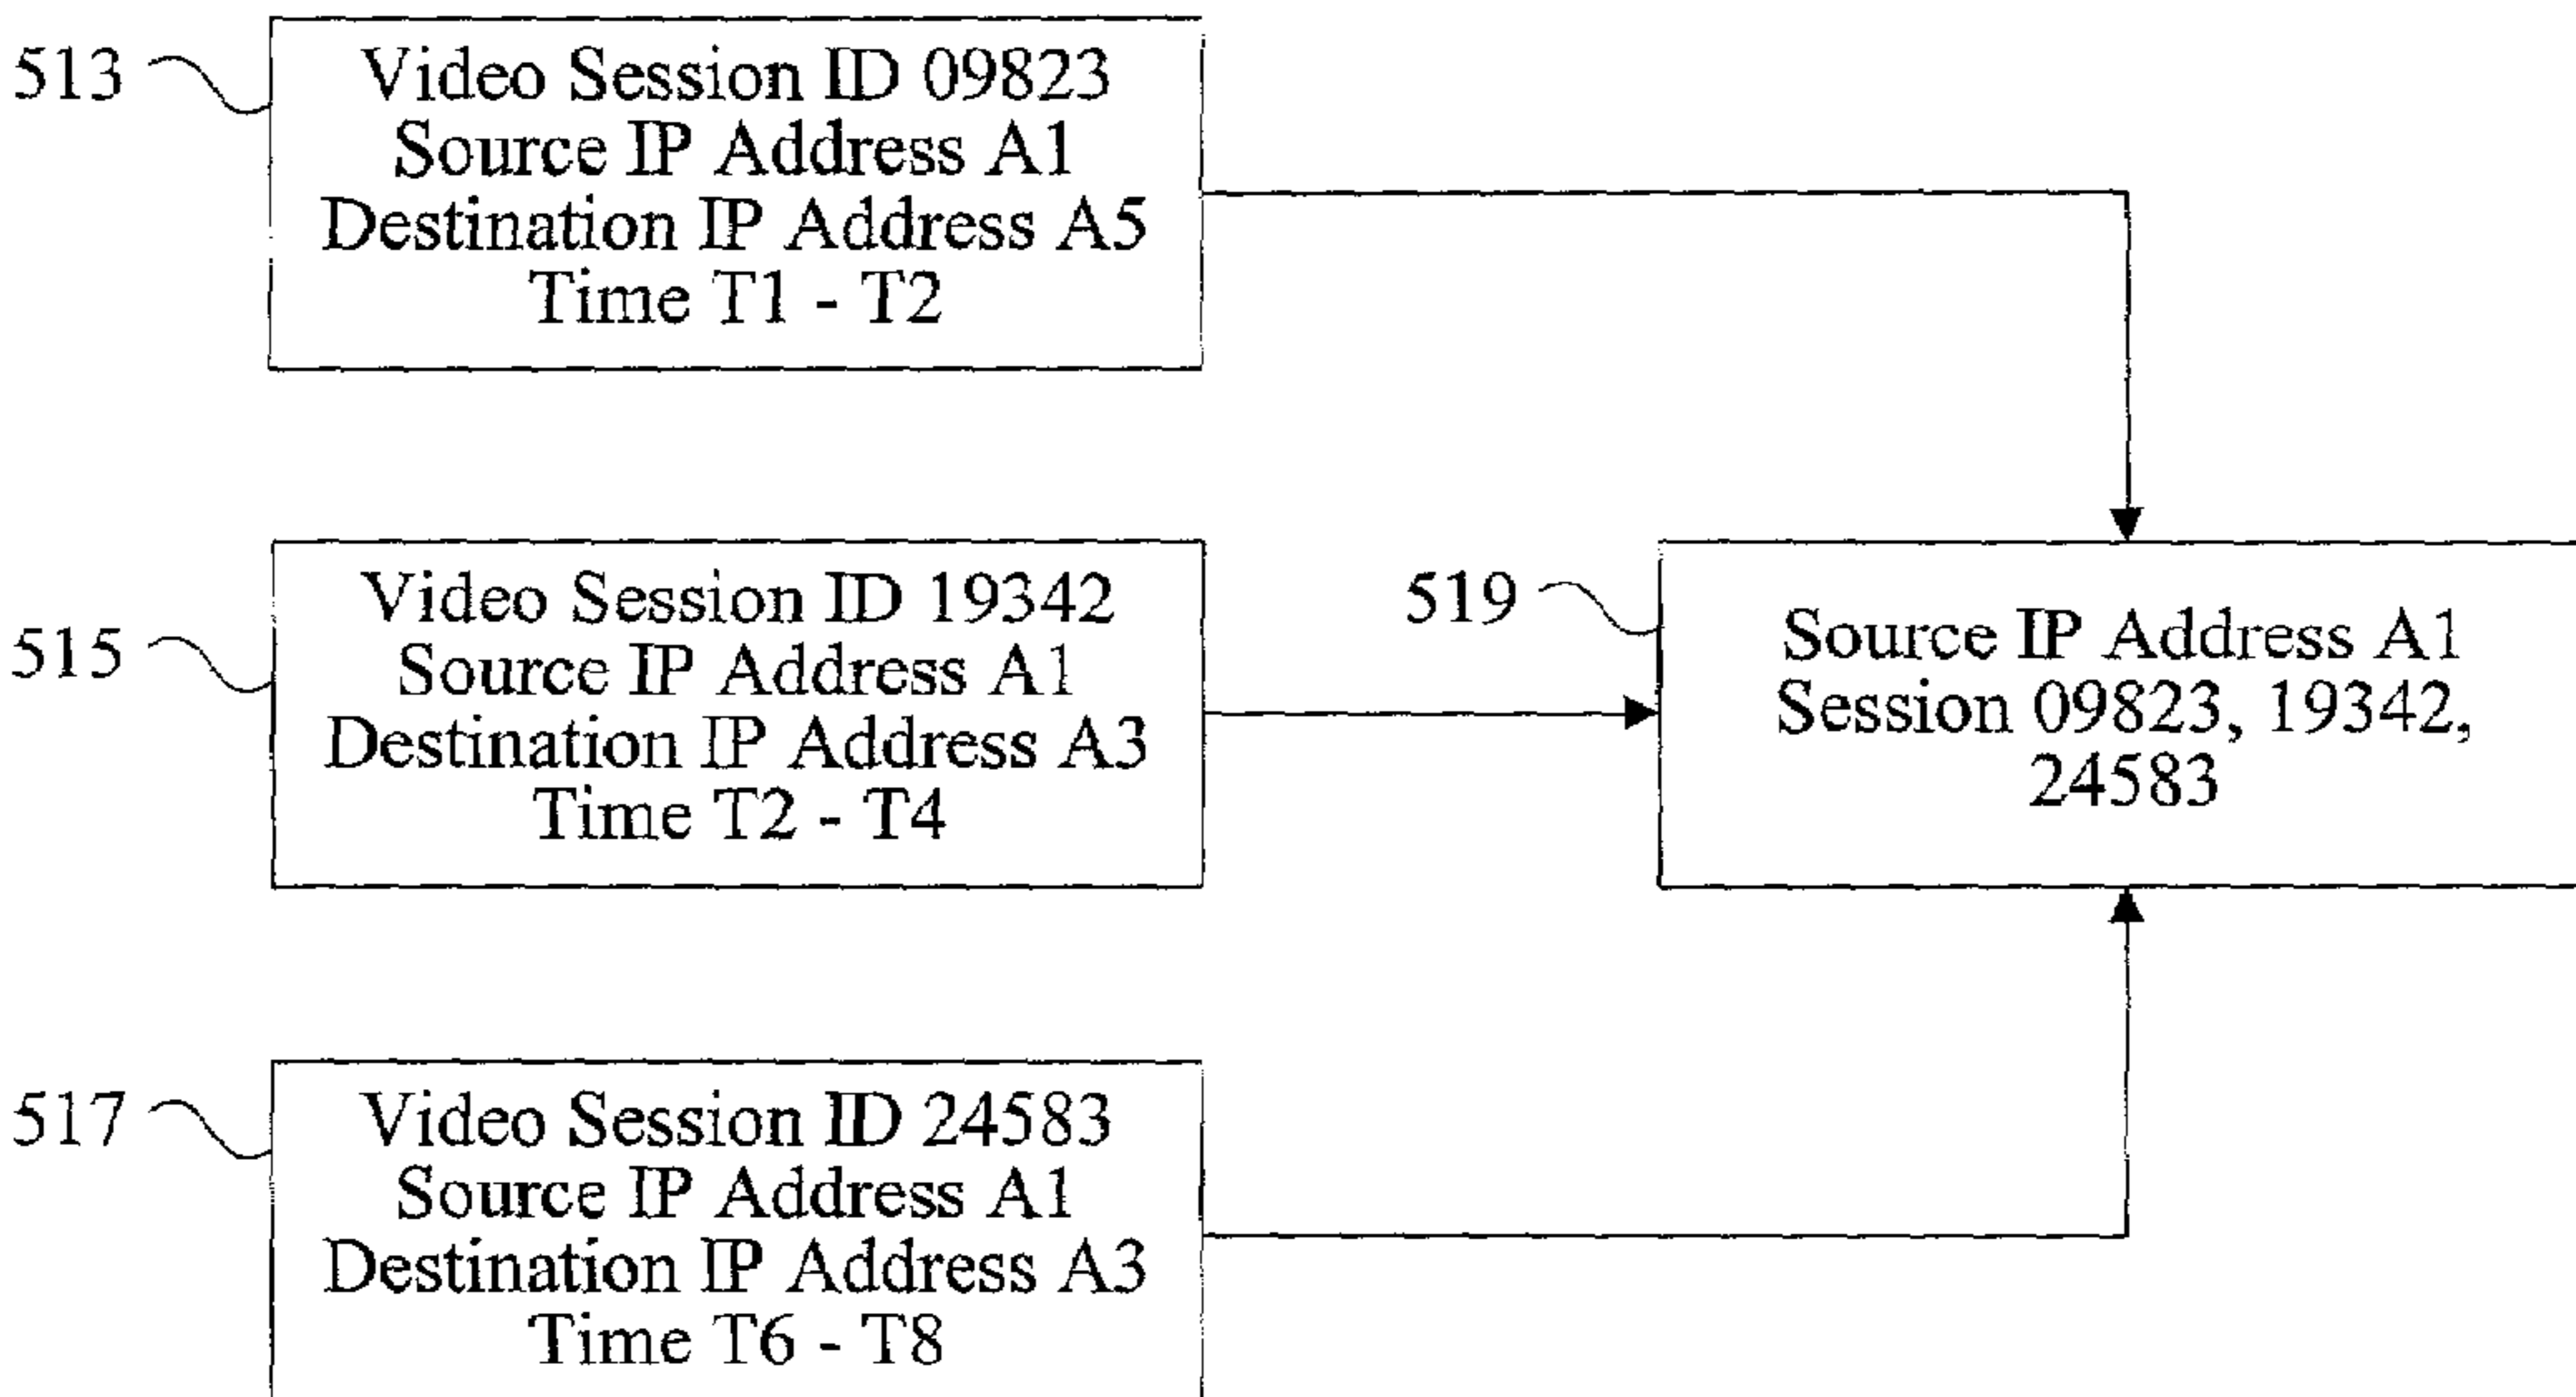 513
Video Session ID 09823
Source IP Address A1
Destination IP Address A5
Time T1 - T2
515
Video Session ID 19342
Source IP Address A1
Destination IP Address A3
Time T2 - T4
519
Source IP Address A1
Session 09823, 19342,
24583
517
Video Session ID 24583
Source IP Address A1
Destination IP Address A3
Time T6 - T8